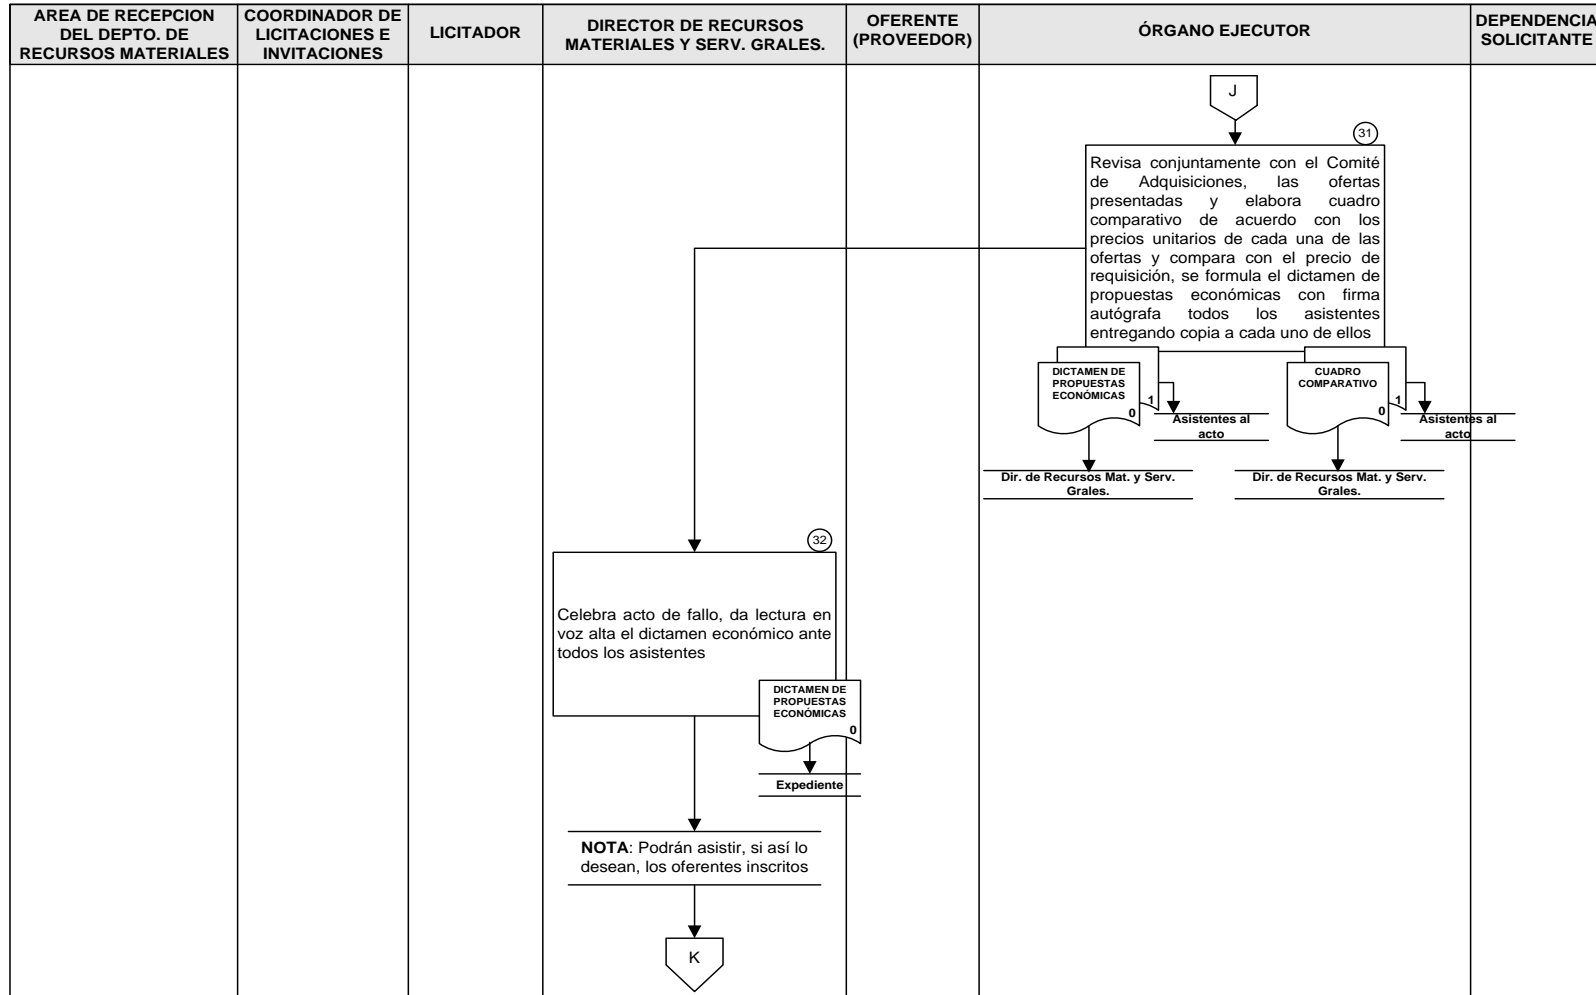 AREA DE RECEPCION
DEL DEPTO. DE
RECURSOS MATERIALES
COORDINADOR DE
LICITACIONES E
INVITACIONES
LICITADOR
DIRECTOR DE RECURSOS
MATERIALES Y SERV. GRALES.
OFERENTE
(PROVEEDOR)
ÓRGANO EJECUTOR
DEPENDENCIA
SOLICITANTE
J
31
Revisa conjuntamente con el Comité
de Adquisiciones, las ofertas
presentadas y elabora cuadro
comparativo de acuerdo con los
precios unitarios de cada una de las
ofertas y compara con el precio de
requisición, se formula el dictamen de
propuestas económicas con firma
autógrafa todos los asistentes
entregando copia a cada uno de ellos
DICTAMEN DE
PROPUESTAS
ECONÓMICAS
0
1
Asistentes al
acto
Dir. de Recursos Mat. y Serv.
Grales.
CUADRO
COMPARATIVO
0
1
Asistentes al
acto
Dir. de Recursos Mat. y Serv.
Grales.
32
Celebra acto de fallo, da lectura en
voz alta el dictamen económico ante
todos los asistentes
DICTAMEN DE
PROPUESTAS
ECONÓMICAS
0
Expediente
NOTA: Podrán asistir, si así lo
desean, los oferentes inscritos
K